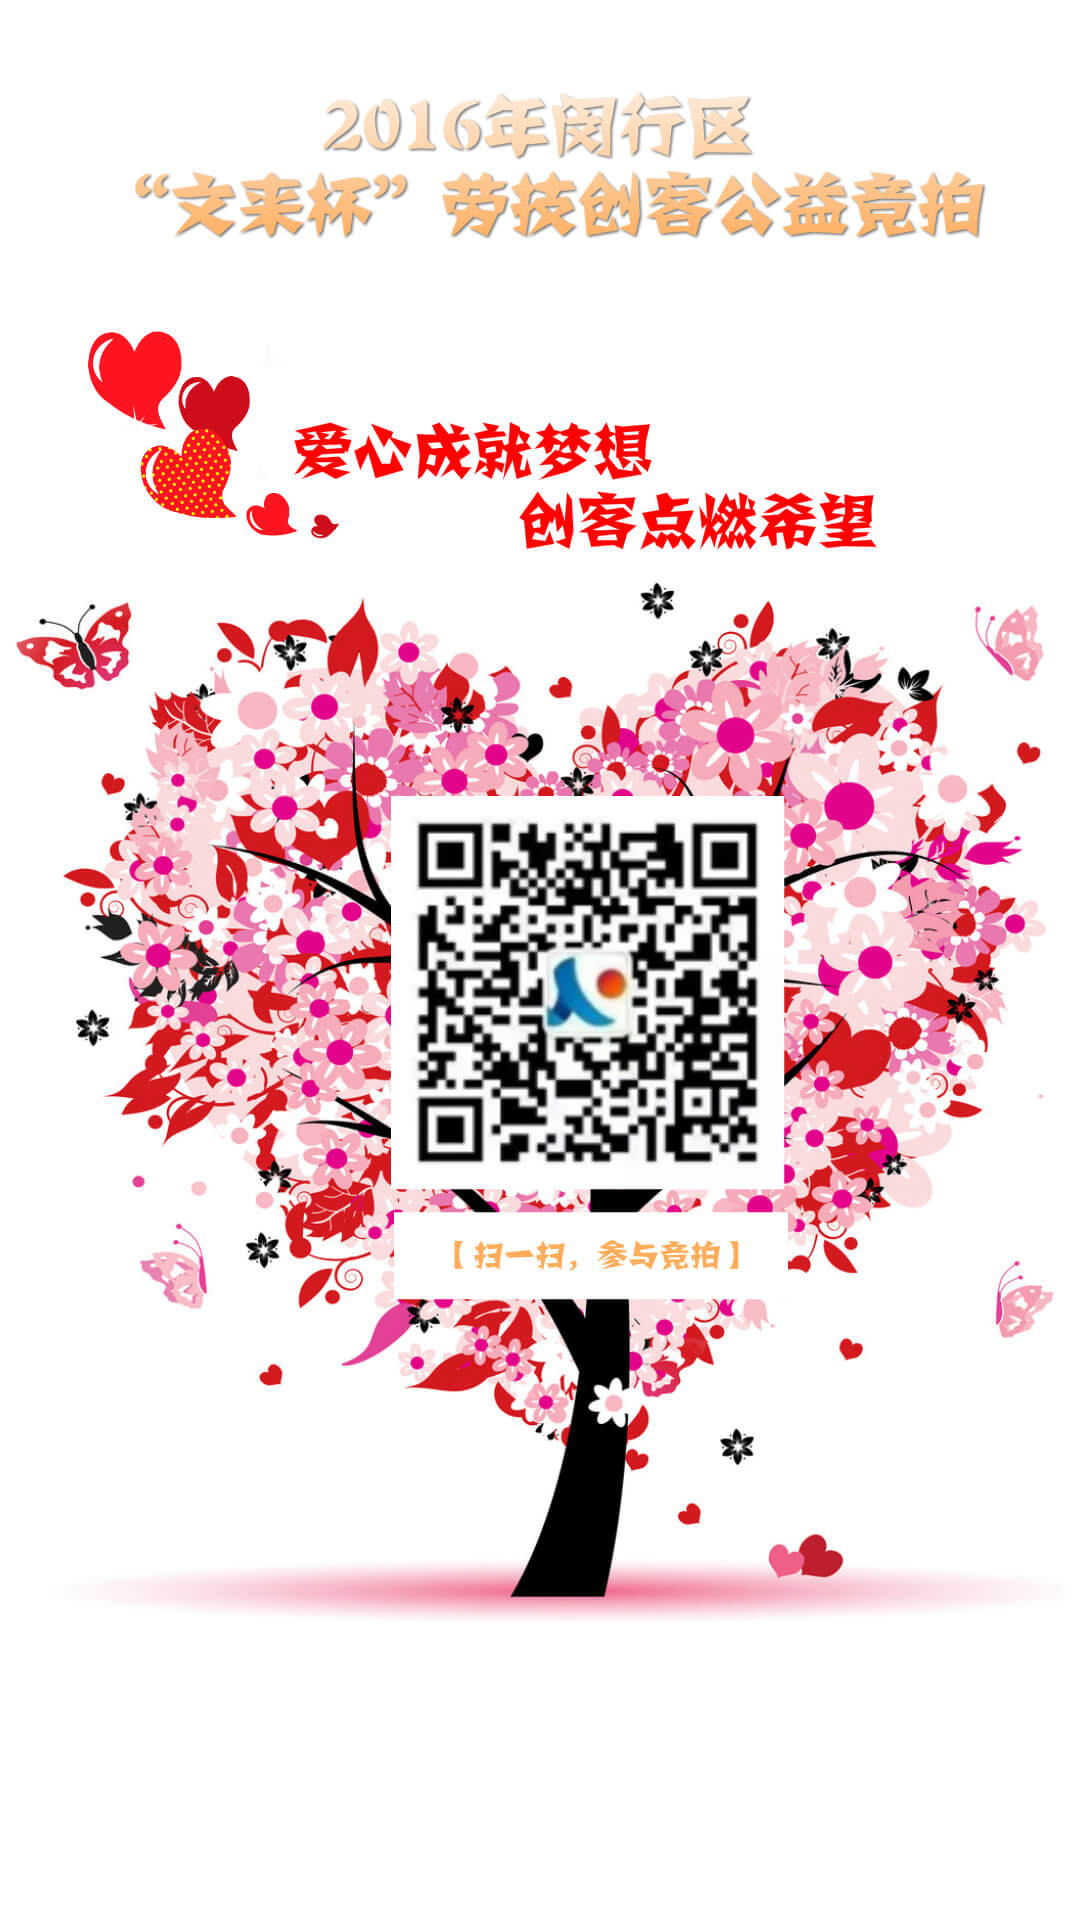 2016年闵行区
“文来杯”劳技创客公益竞拍
爱心成就梦想
创客点燃希望
【扫一扫，参与竞拍】